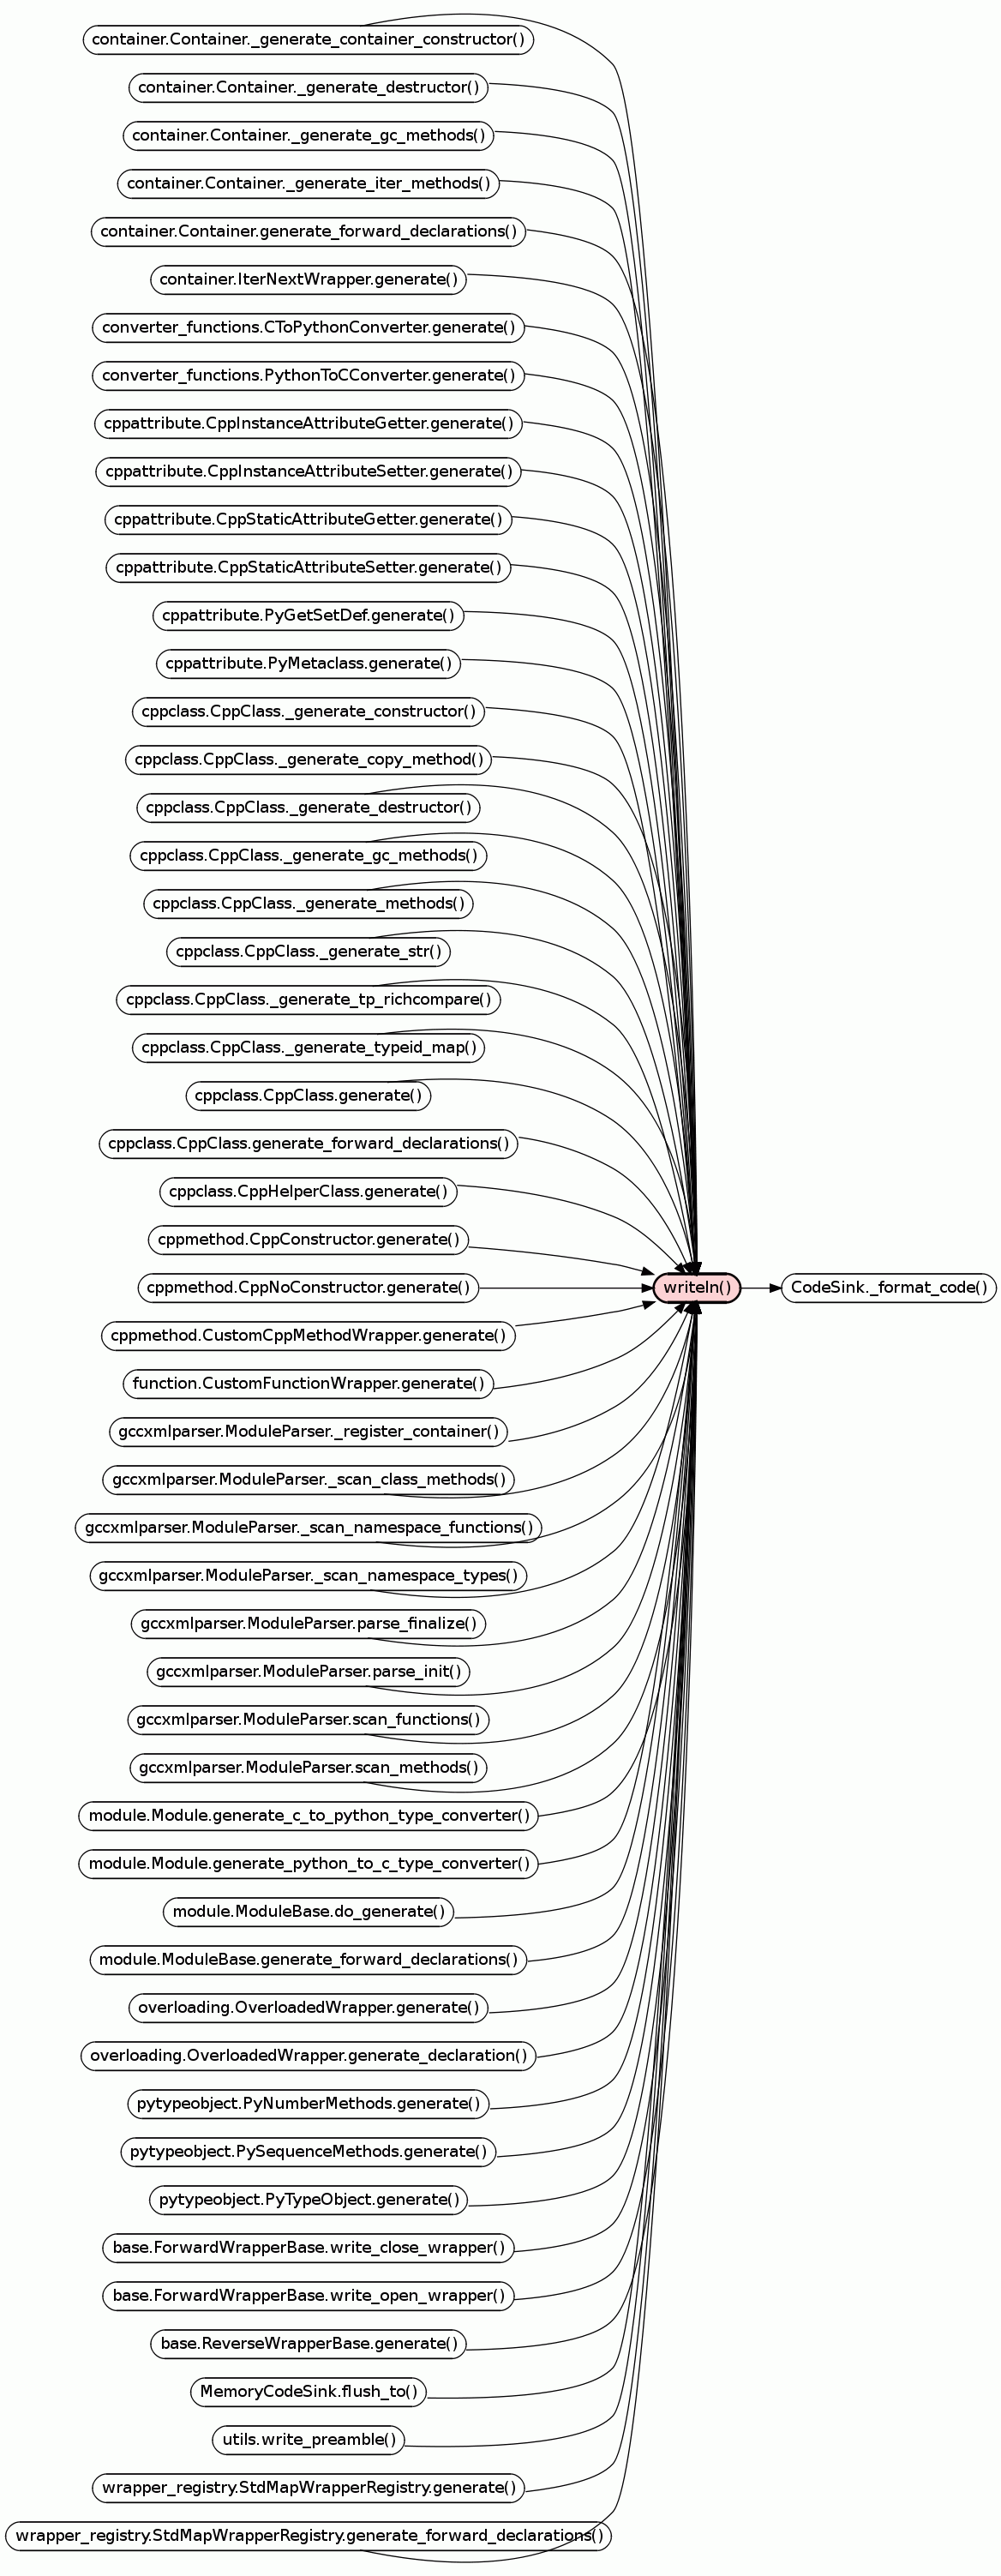 container.Container._generate_container_constructor()
container.Container._generate_destructor()
container.Container._generate_gc_methods()
container.Container._generate_iter_methods()
container.Container.generate_forward_declarations()
container.IterNextWrapper.generate()
converter_functions.CToPythonConverter.generate()
converter_functions.PythonToCConverter.generate()
cppattribute.CppInstanceAttributeGetter.generate()
cppattribute.CppInstanceAttributeSetter.generate()
cppattribute.CppStaticAttributeGetter.generate()
cppattribute.CppStaticAttributeSetter.generate()
cppattribute.PyGetSetDef.generate()
cppattribute.PyMetaclass.generate()
cppclass.CppClass._generate_constructor()
cppclass.CppClass._generate_copy_method()
cppclass.CppClass._generate_destructor()
cppclass.CppClass._generate_gc_methods()
cppclass.CppClass._generate_methods()
cppclass.CppClass._generate_str()
cppclass.CppClass._generate_tp_richcompare()
cppclass.CppClass._generate_typeid_map()
cppclass.CppClass.generate()
cppclass.CppClass.generate_forward_declarations()
cppclass.CppHelperClass.generate()
cppmethod.CppConstructor.generate()
cppmethod.CppNoConstructor.generate()
writeln()
CodeSink._format_code()
cppmethod.CustomCppMethodWrapper.generate()
function.CustomFunctionWrapper.generate()
gccxmlparser.ModuleParser._register_container()
gccxmlparser.ModuleParser._scan_class_methods()
gccxmlparser.ModuleParser._scan_namespace_functions()
gccxmlparser.ModuleParser._scan_namespace_types()
gccxmlparser.ModuleParser.parse_finalize()
gccxmlparser.ModuleParser.parse_init()
gccxmlparser.ModuleParser.scan_functions()
gccxmlparser.ModuleParser.scan_methods()
module.Module.generate_c_to_python_type_converter()
module.Module.generate_python_to_c_type_converter()
module.ModuleBase.do_generate()
module.ModuleBase.generate_forward_declarations()
overloading.OverloadedWrapper.generate()
overloading.OverloadedWrapper.generate_declaration()
pytypeobject.PyNumberMethods.generate()
pytypeobject.PySequenceMethods.generate()
pytypeobject.PyTypeObject.generate()
base.ForwardWrapperBase.write_close_wrapper()
base.ForwardWrapperBase.write_open_wrapper()
base.ReverseWrapperBase.generate()
MemoryCodeSink.flush_to()
utils.write_preamble()
wrapper_registry.StdMapWrapperRegistry.generate()
wrapper_registry.StdMapWrapperRegistry.generate_forward_declarations()